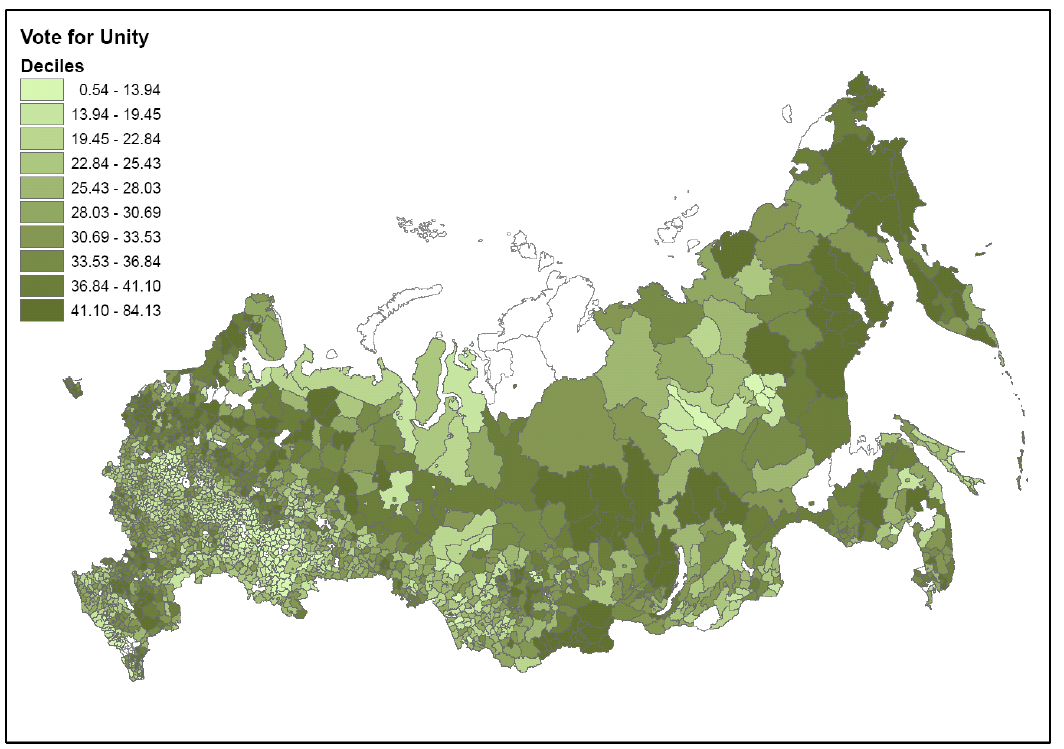 Vote for Unity
Deciles
0.54 - 13.94
13.94 - 19.45
19.45 - 22.84
22.84 - 25.43
25.43 - 28.03
28.03 - 30.69
30.69 - 33.53
33.53 - 36.84
36.84 - 41.10
41.10 - 84.13